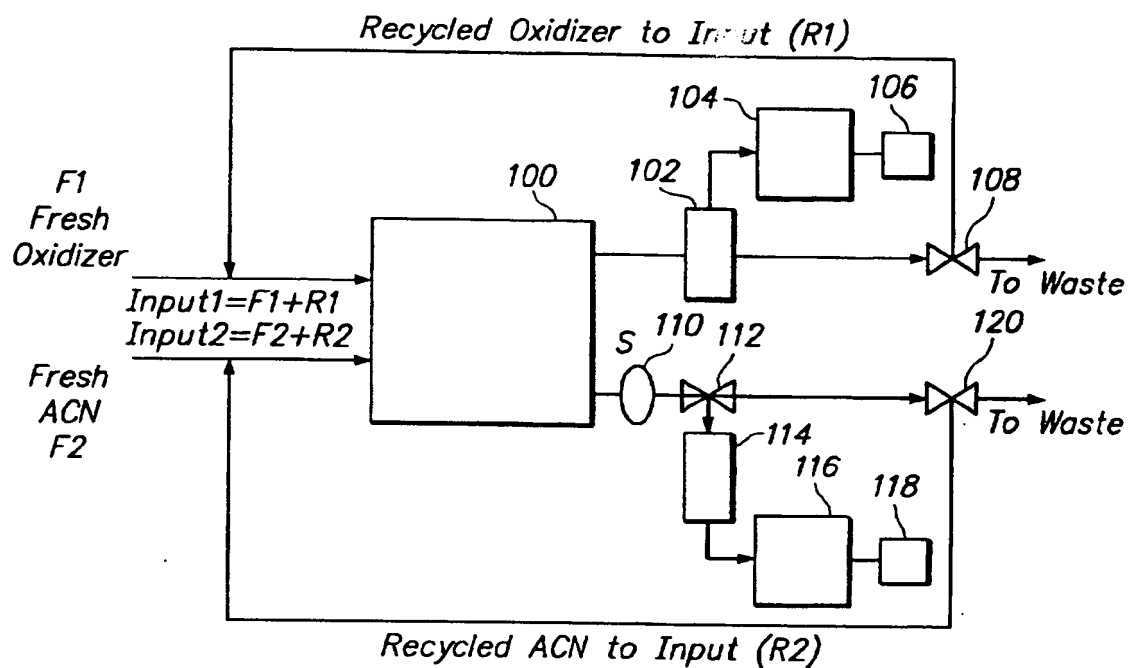 Recycled Oxidizer to Input (R1)
104
106
F1
Fresh
Oxidizer
100
102
108
To Waste
Input1=F1+R1
Input2=F2+R2
Fresh
ACN
F2
S
110
112
120
To Waste
114
116
118
Recycled ACN to Input (R2)